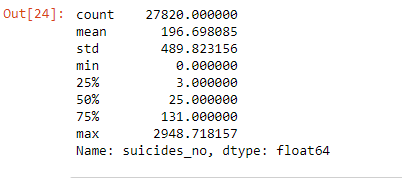 Out[24]: count 27820.000000
mean 196.698085
std 489.823156
min 0.000000
25% 3.000000
50% 25.000000
75% 131.000000
max 2948.718157
Name: suicides_no, dtype: float64